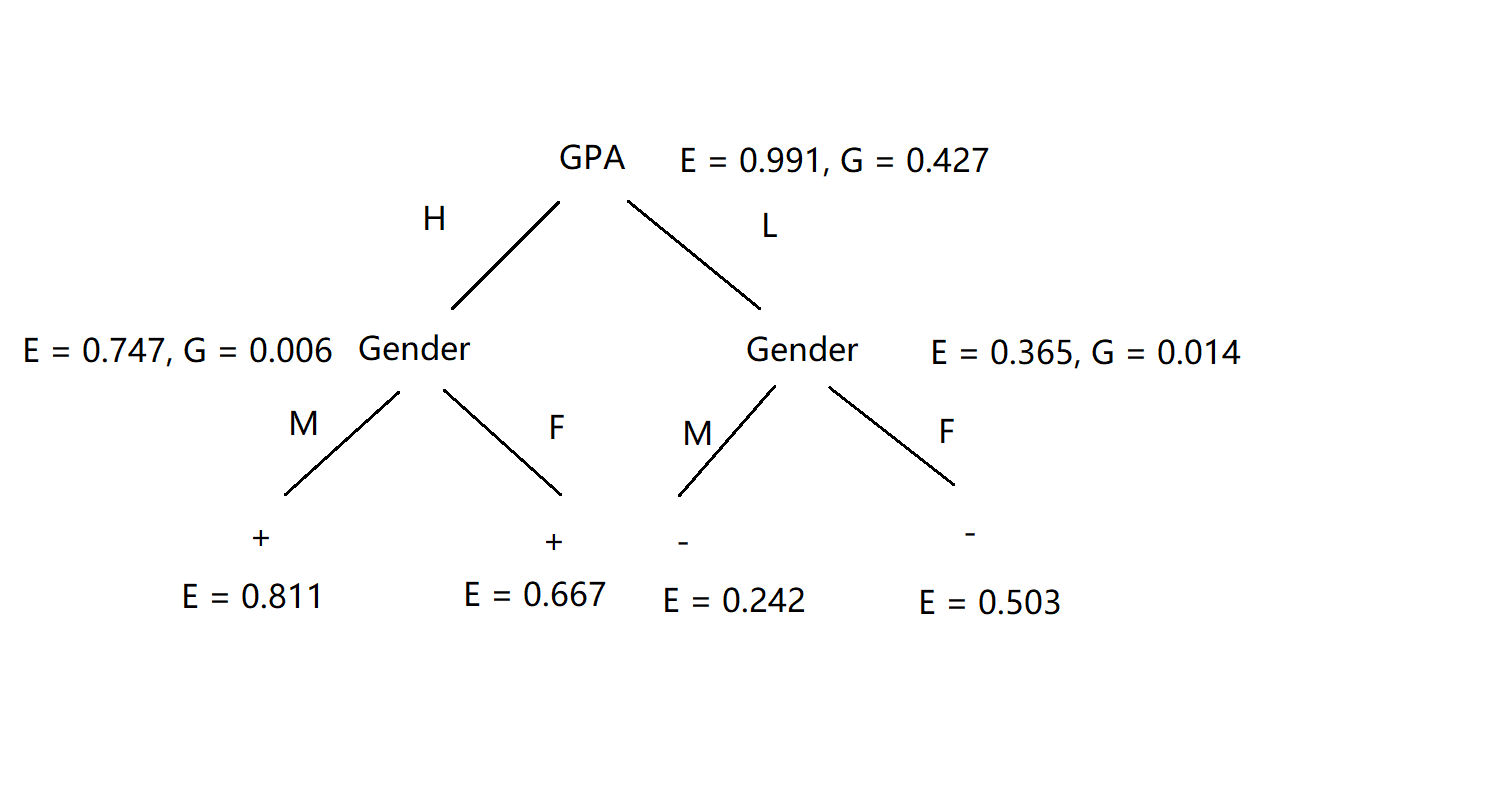 GPA E = 0.991, G = 0.427
H L
E = 0.747, G = 0.006 Gender Gender E = 0.365, G = 0.014
M F M F
+ + - -
E = 0.811 E = 0.667 E = 0.242 E = 0.503